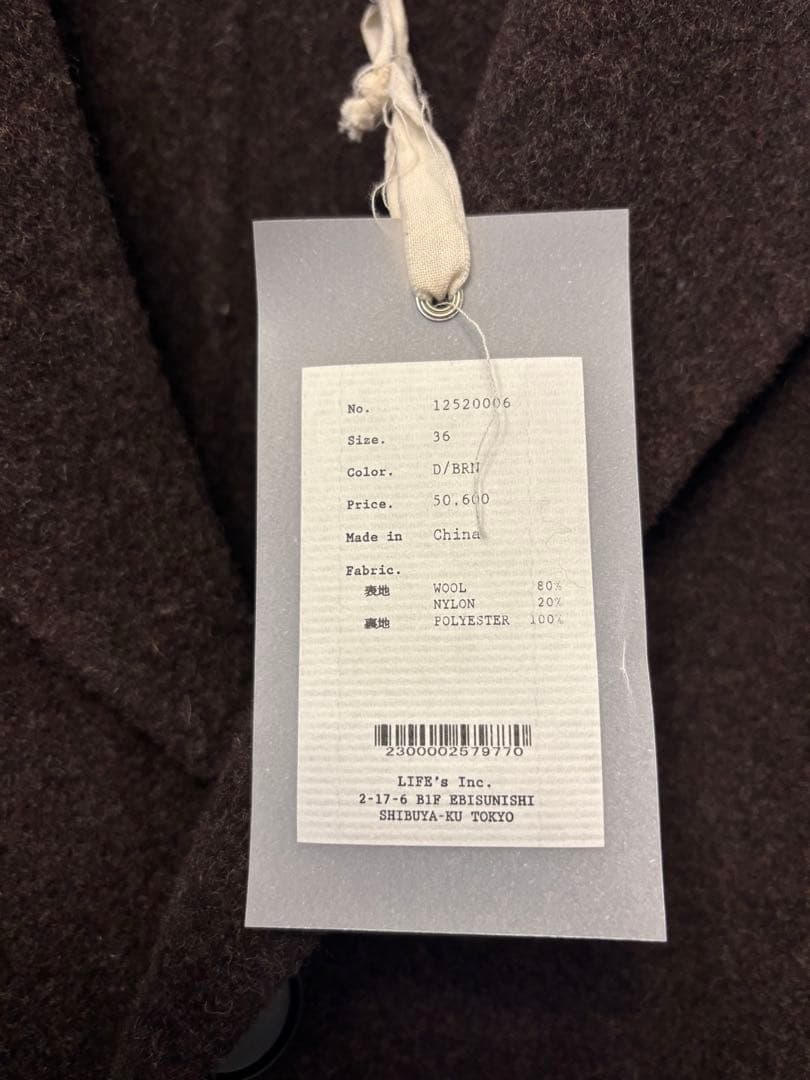 No. 12520006
Size. 36
Color. D/BRN
Price. 50,600
Made in China
Fabric.
表地 WOOL 80%
NYLON 20%
裏地 POLYESTER 100%
2300002579770
LIFE's Inc.
2-17-6 B1F EBISUNISHI
SHIBUYA-KU TOKYO